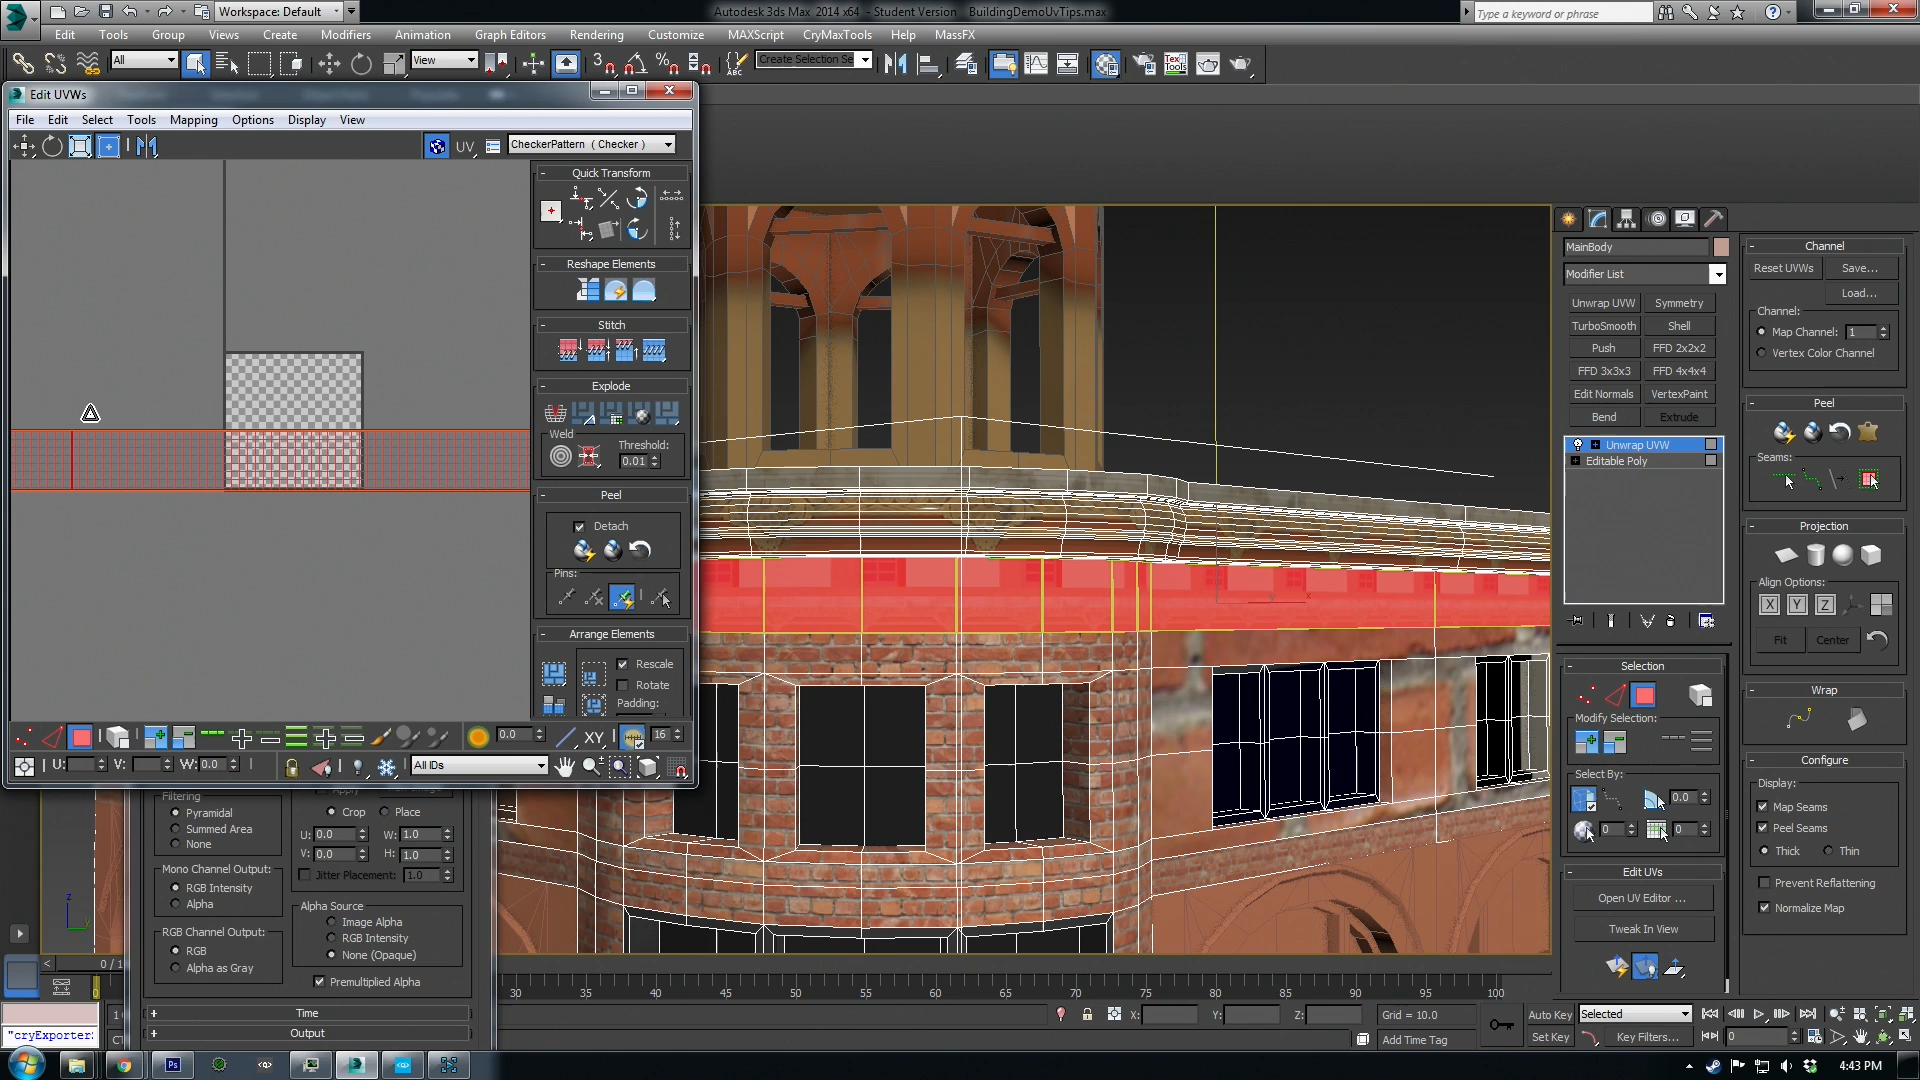 Workspace: Default
Autodesk 3ds Max 2014 x64 - Student Version BuildingDemoUvTips.max
Type a keyword or phrase
Edit Tools Group Views Create Modifiers Animation Graph Editors Rendering Customize MAXScript CryMaxTools Help MassFX
All
View
3
Create Selection Se
ABC
Tex
Tools
Edit UVWs
File Edit Select Tools Mapping Options Display View
UV
CheckerPattern ( Checker )
Quick Transform
Reshape Elements
Stitch
Explode
Weld
Threshold:
0.01
Peel
Detach
Pins:
Arrange Elements
Rescale
Rotate
Padding:
0.0
XY
16
U:
V:
W: 0.0
All IDs
MainBody
Modifier List
Unwrap UVW Symmetry
TurboSmooth Shell
Push FFD 2x2x2
FFD 3x3x3 FFD 4x4x4
Edit Normals VertexPaint
Bend Extrude
Unwrap UVW
Editable Poly
Selection
Modify Selection:
Select By:
0.0
0
0
Edit UVs
Open UV Editor ...
Tweak In View
Channel
Reset UVWs Save...
Load...
Channel:
Map Channel: 1
Vertex Color Channel
Peel
Seams:
Projection
Align Options:
X Y Z
Fit Center
Wrap
Configure
Display:
Map Seams
Peel Seams
Thick Thin
Prevent Reflattening
Normalize Map
Filtering
Pyramidal
Summed Area
None
Mono Channel Output:
RGB Intensity
Alpha
RGB Channel Output:
RGB
Alpha as Gray
Crop Place
U: 0.0 W: 1.0
V: 0.0 H: 1.0
Jitter Placement: 1.0
Alpha Source
Image Alpha
RGB Intensity
None (Opaque)
Premultiplied Alpha
Time
Output
z
y
x
0 / 1
0
30 35 40 45 50 55 60 65 70 75 80 85 90 95 100
"cryExporter:
X:
Y:
Z:
Grid = 10.0
Add Time Tag
Auto Key
Selected
Set Key
Key Filters...
0
Ps
4:43 PM